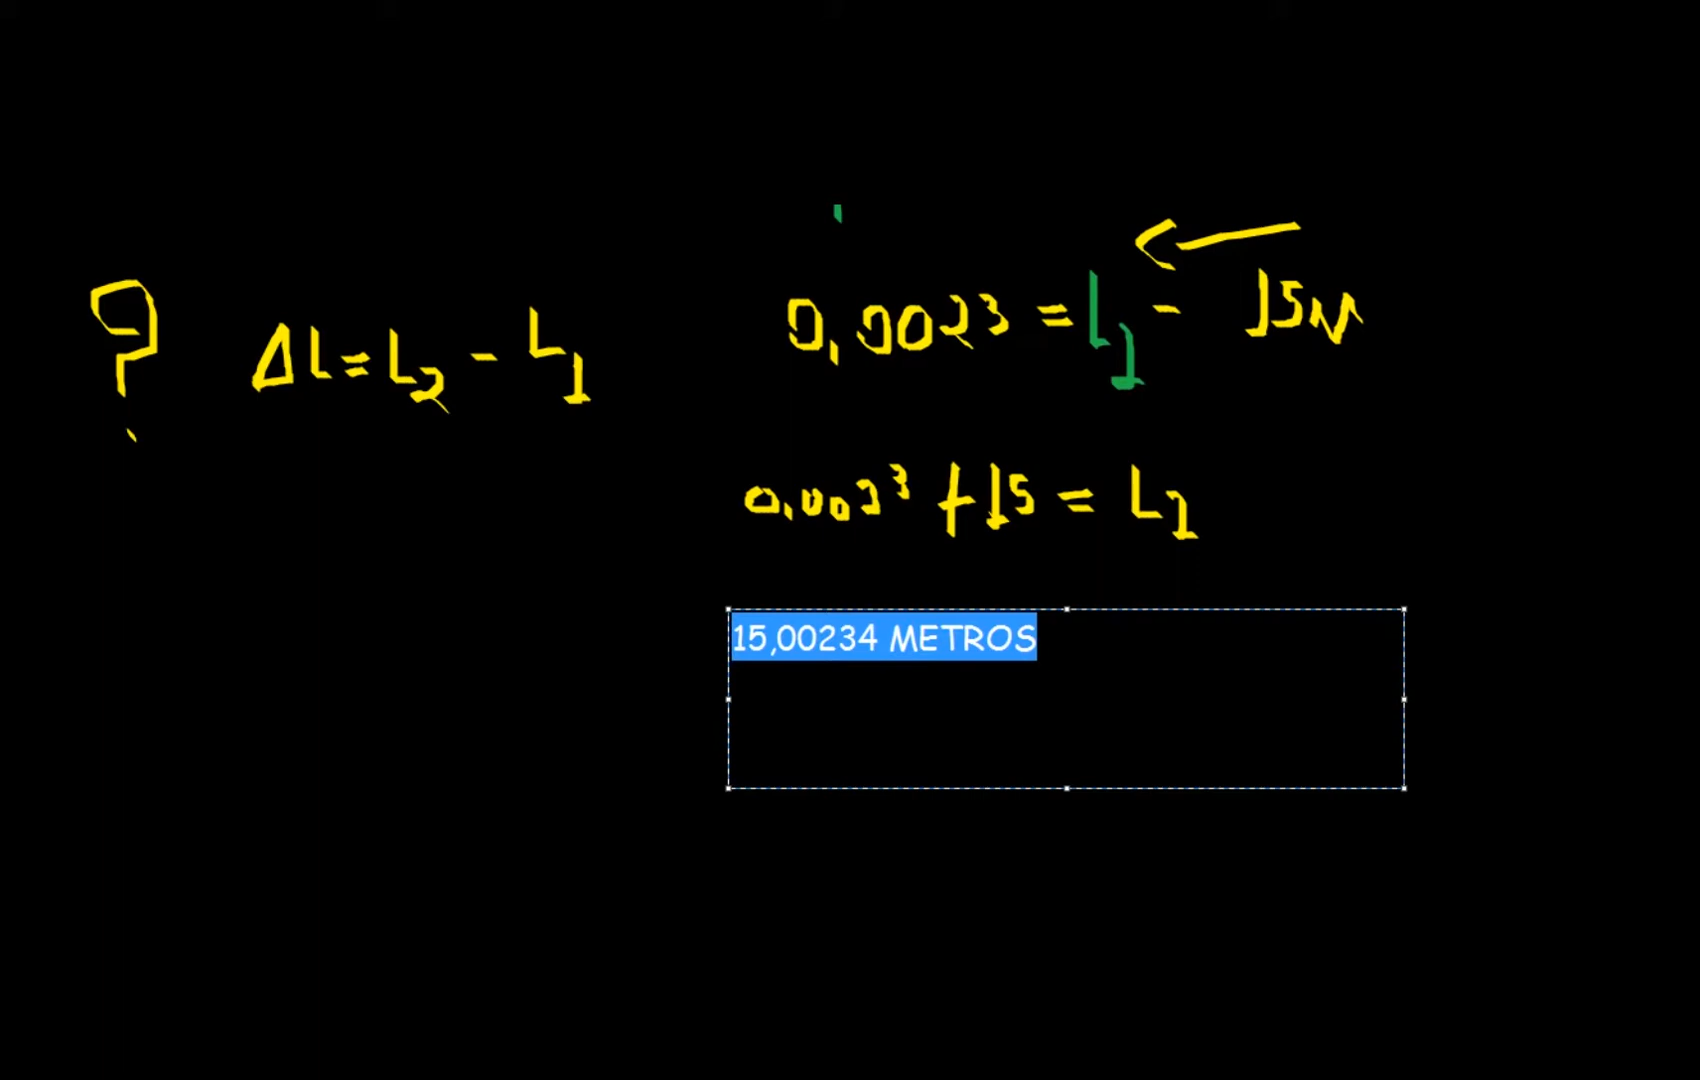 ?
ΔL=L2 - L1
0,0023 = L1 - 15M
0,0023 + 15 = L1
15,00234 METROS